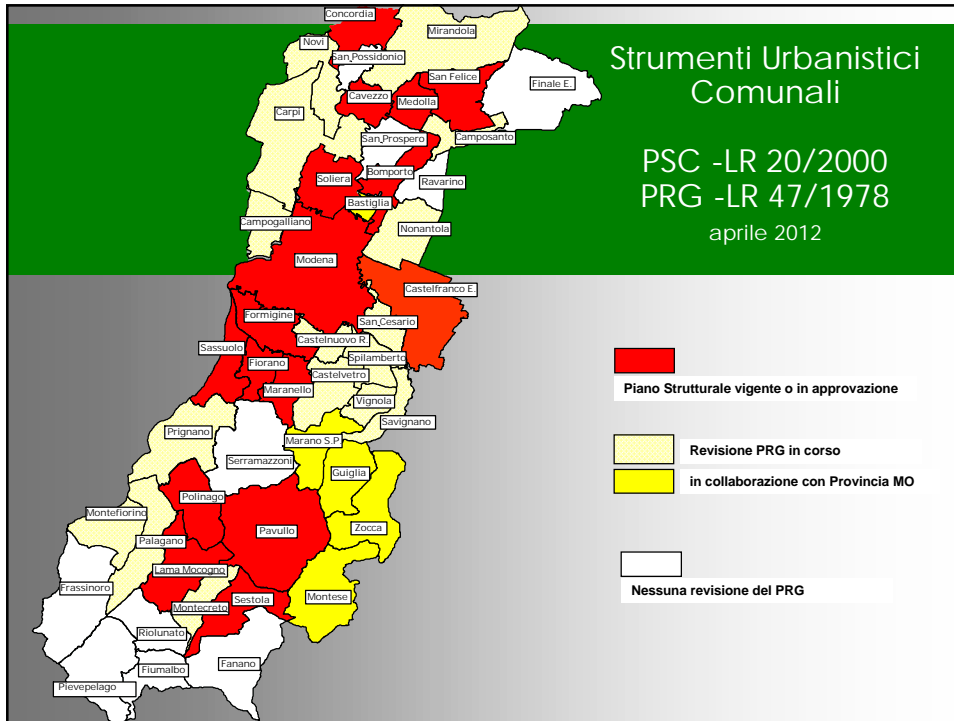 Strumenti Urbanistici
Comunali
PSC -LR 20/2000
PRG -LR 47/1978
aprile 2012
Concordia
Mirandola
Novi
San Possidonio
San Felice
Finale E.
Cavezzo
Medolla
Carpi
San Prospero
Camposanto
Bomporto
Soliera
Ravarino
Bastiglia
Campogalliano
Nonantola
Modena
Castelfranco E.
Formigine
San Cesario
Castelnuovo R.
Sassuolo
Spilamberto
Fiorano
Castelvetro
Maranello
Vignola
Savignano
Prignano
Marano S.P.
Serramazzoni
Guiglia
Polinago
Montefiorino
Pavullo
Zocca
Palagano
Lama Mocogno
Frassinoro
Sestola
Montese
Montecreto
Riolunato
Fanano
Fiumalbo
Pievepelago
Piano Strutturale vigente o in approvazione
Revisione PRG in corso
in collaborazione con Provincia MO
Nessuna revisione del PRG